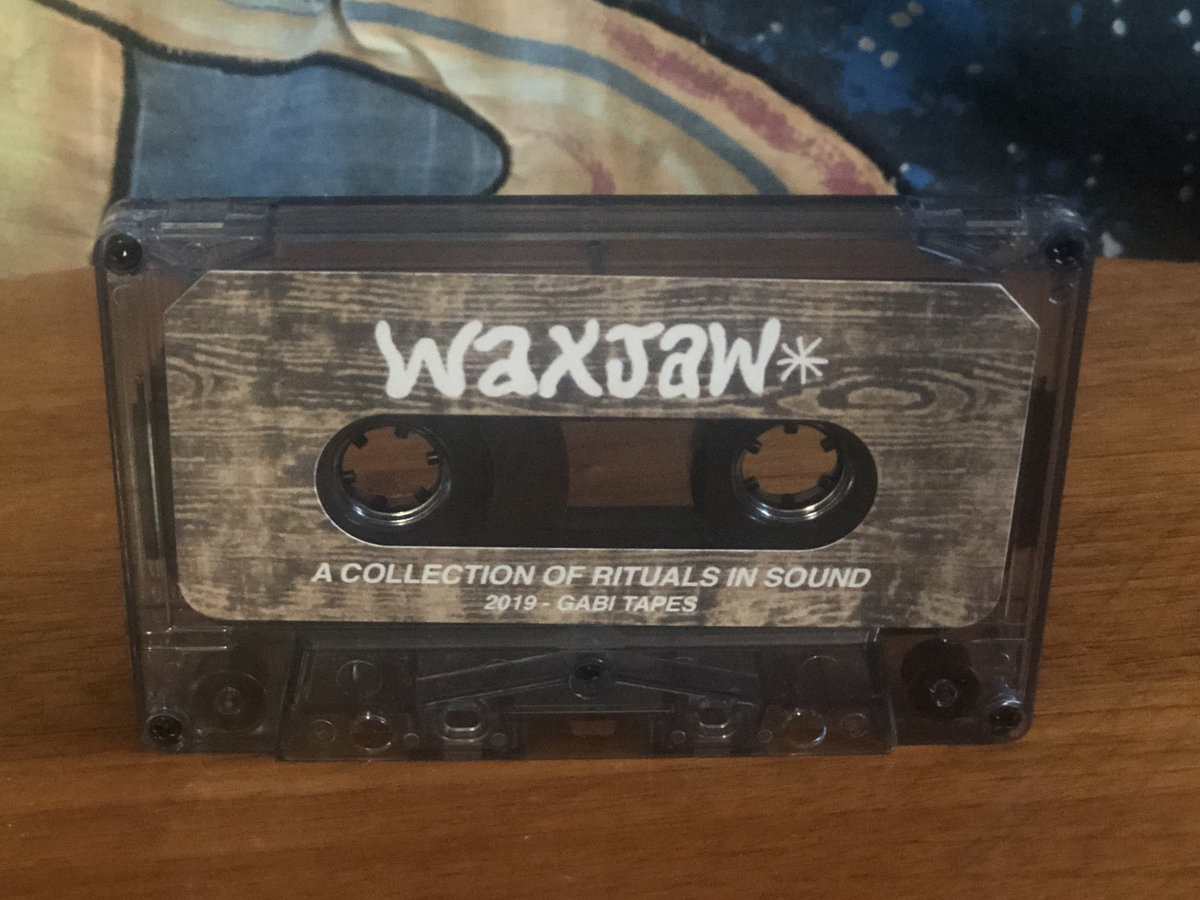 waxjaw*
A COLLECTION OF RITUALS IN SOUND
2019 - GABI TAPES